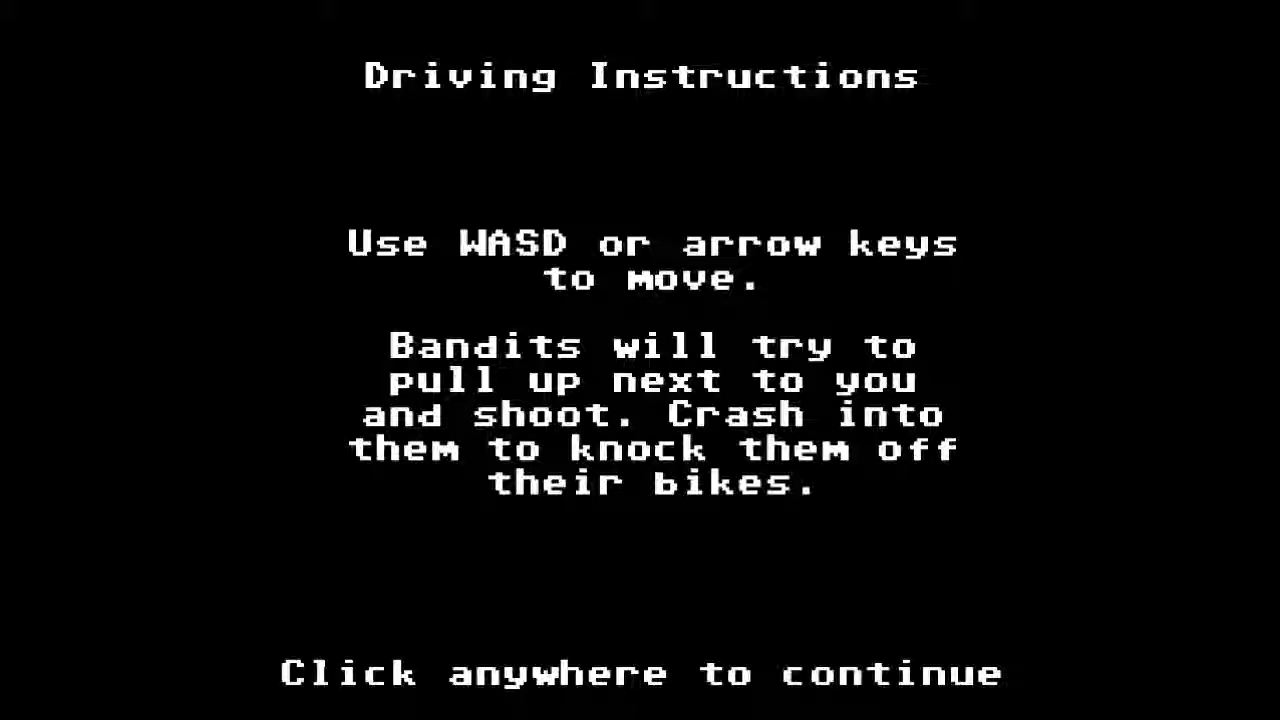 Driving Instructions
Use WASD or arrow keys
to move.
Bandits will try to
pull up next to you
and shoot. Crash into
them to knock them off
their bikes.
Click anywhere to continue